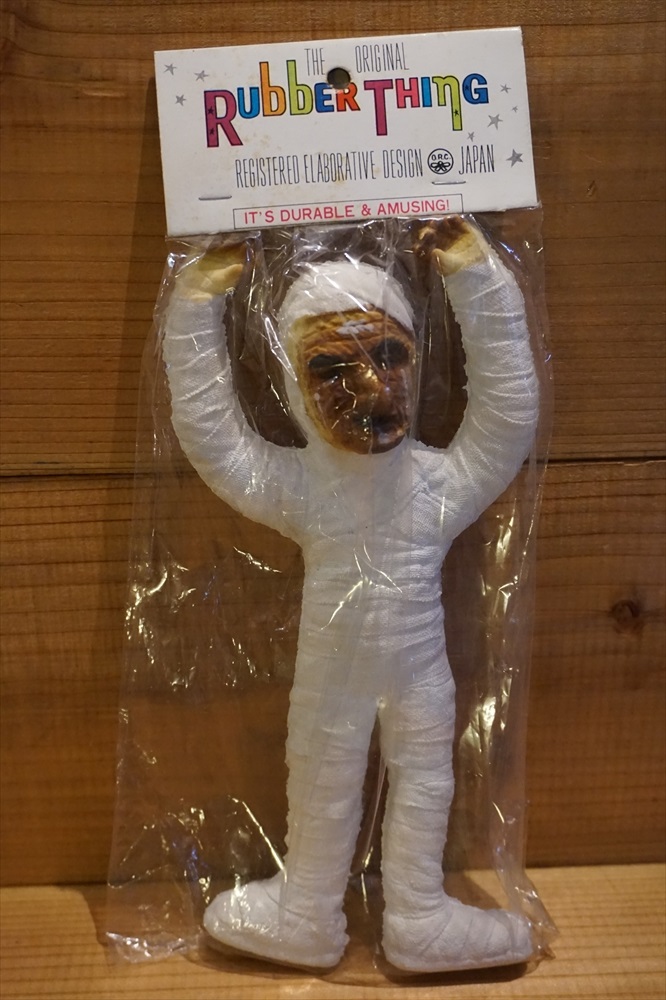 THE ORIGINAL
RUbbER THiNG
REGISTERED ELABORATIVE DESIGN O.R.C. JAPAN
IT'S DURABLE & AMUSING!